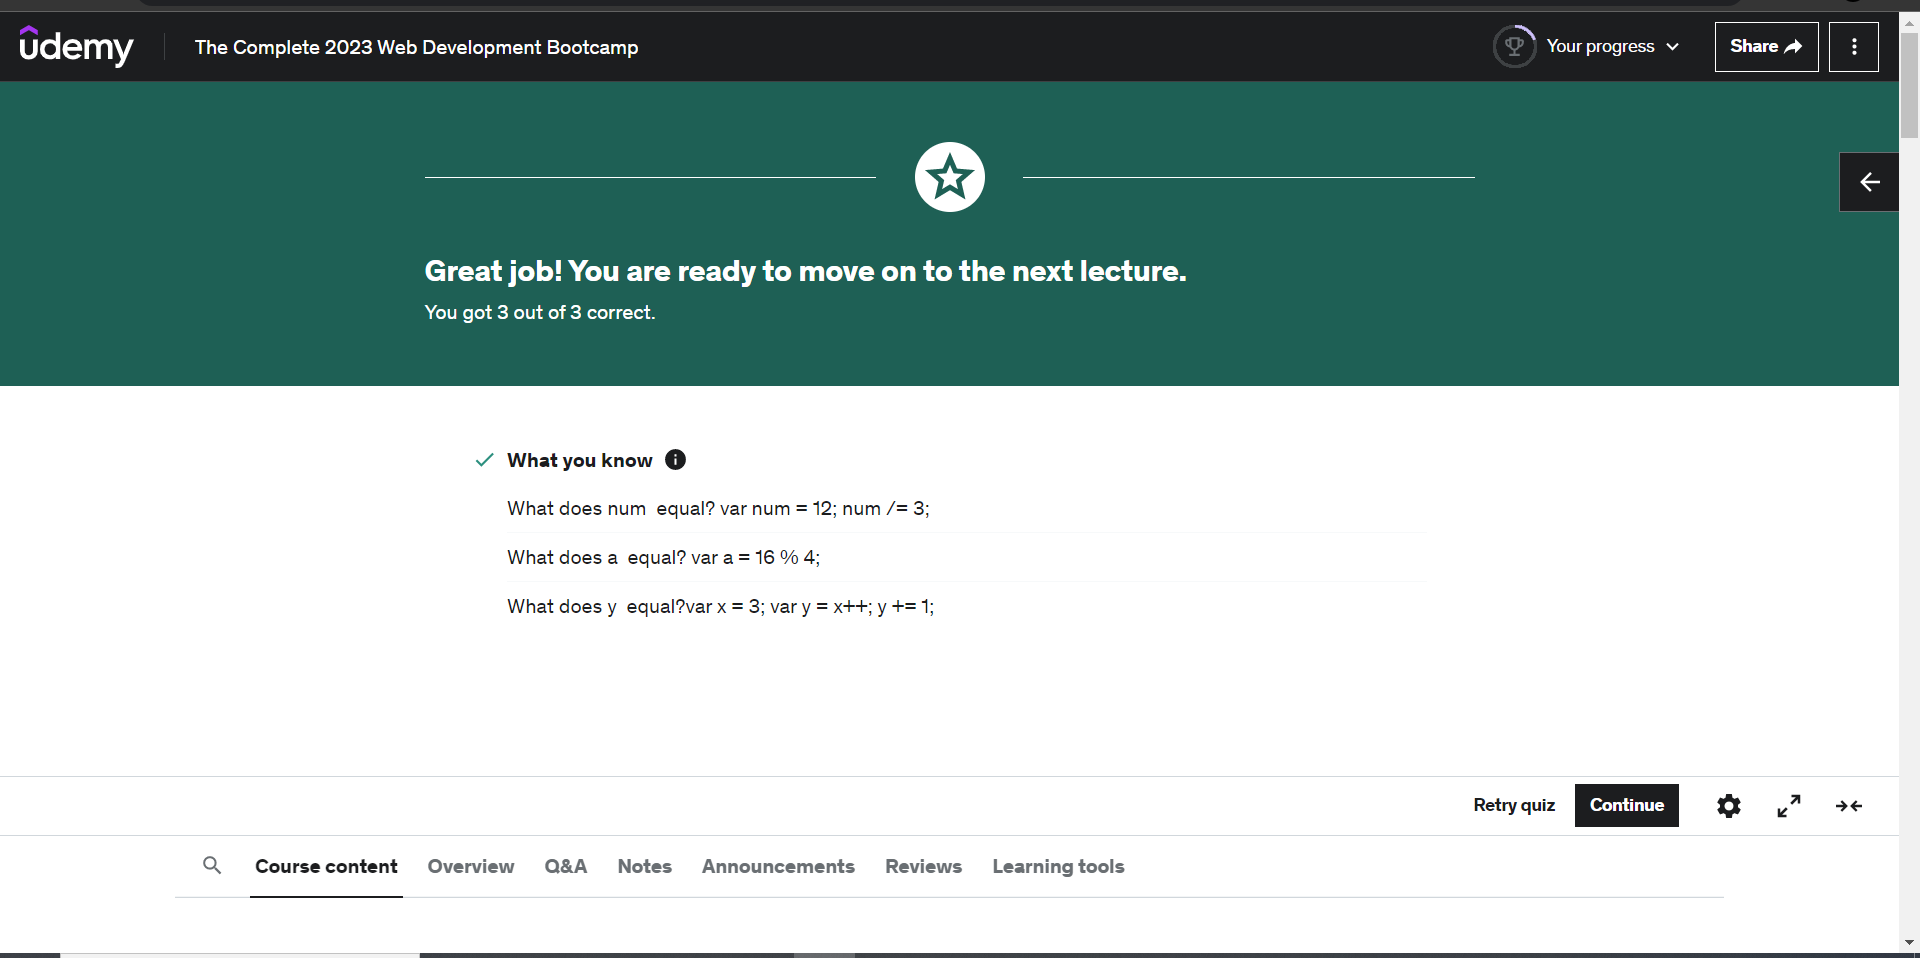 udemy
The Complete 2023 Web Development Bootcamp
Your progress
Share
Great job! You are ready to move on to the next lecture.
You got 3 out of 3 correct.
What you know
What does num  equal? var num = 12; num /= 3;
What does a  equal? var a = 16 % 4;
What does y  equal?var x = 3; var y = x++; y += 1;
Retry quiz
Continue
Course content
Overview
Q&A
Notes
Announcements
Reviews
Learning tools